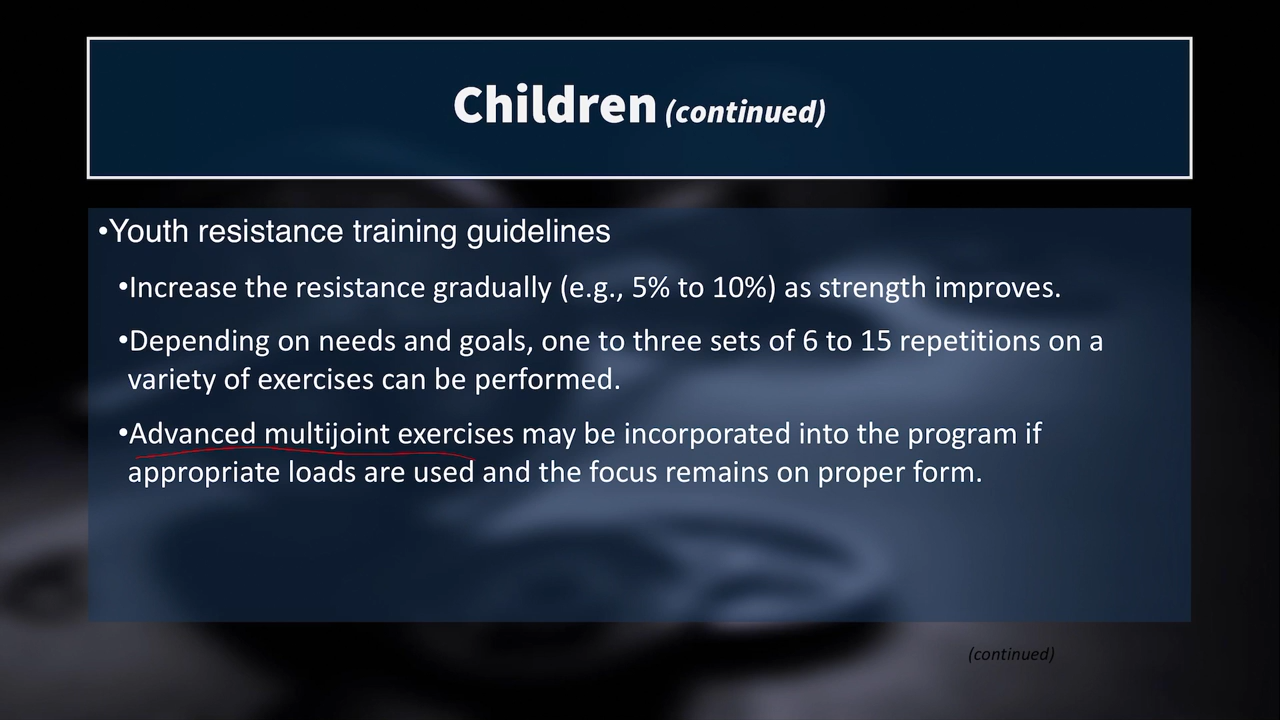 Children (continued)
•Youth resistance training guidelines
•Increase the resistance gradually (e.g., 5% to 10%) as strength improves.
•Depending on needs and goals, one to three sets of 6 to 15 repetitions on a
variety of exercises can be performed.
•Advanced multijoint exercises may be incorporated into the program if
appropriate loads are used and the focus remains on proper form.
(continued)